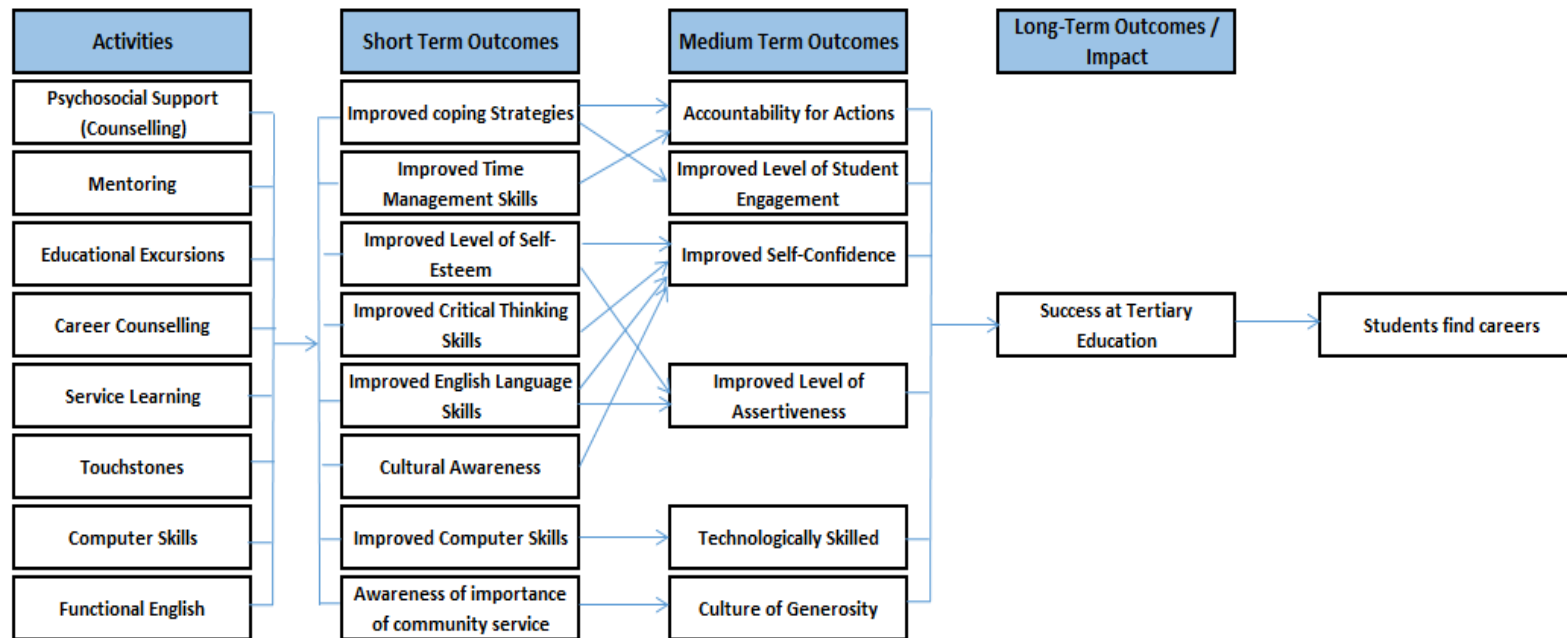 Activities
Short Term Outcomes
Medium Term Outcomes
Long-Term Outcomes /
Impact
Psychosocial Support
(Counselling)
Improved coping Strategies
Accountability for Actions
Mentoring
Improved Time
Management Skills
Improved Level of Student
Engagement
Educational Excursions
Improved Level of Self-
Esteem
Improved Self-Confidence
Career Counselling
Improved Critical Thinking
Skills
Success at Tertiary
Education
Students find careers
Service Learning
Improved English Language
Skills
Improved Level of
Assertiveness
Touchstones
Cultural Awareness
Computer Skills
Improved Computer Skills
Technologically Skilled
Functional English
Awareness of importance
of community service
Culture of Generosity